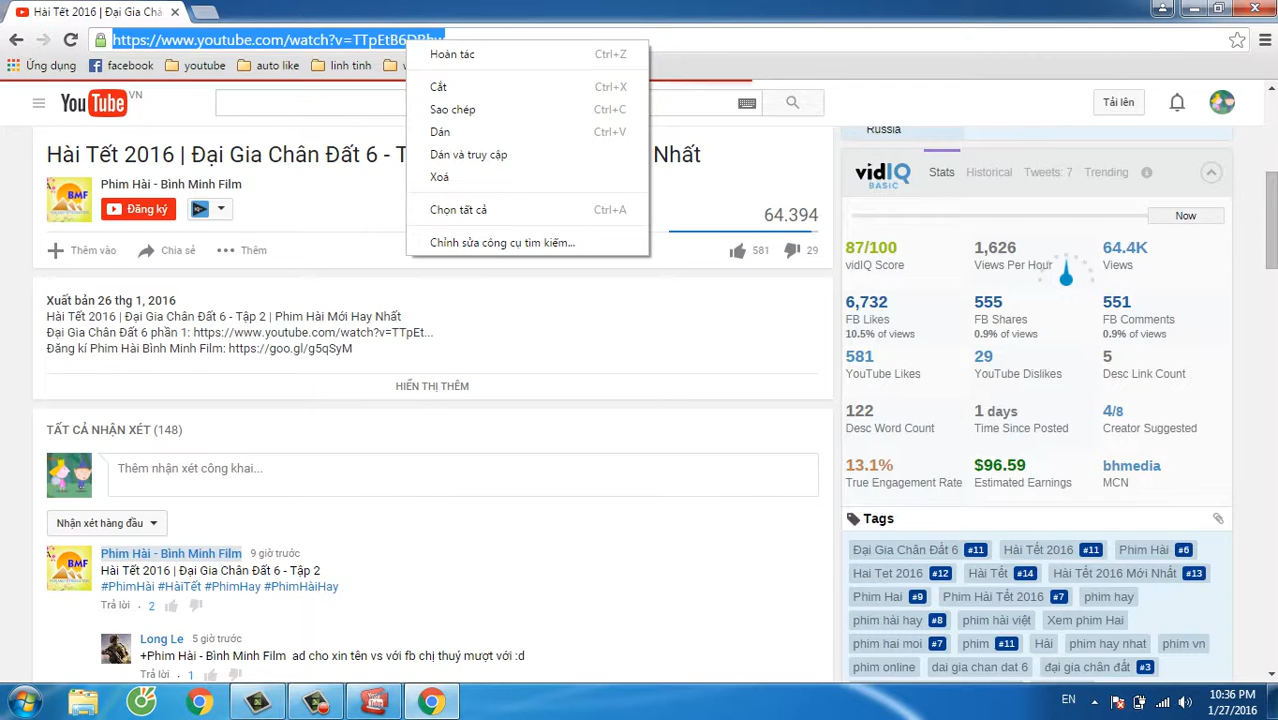 Hài Tết 2016 | Đại Gia Châ
https://www.youtube.com/watch?v=TTpEtB6DBhw
Ứng dụng facebook youtube auto like linh tinh
YouTube VN
Tải lên
Hoàn tác Ctrl+Z
Cắt Ctrl+X
Sao chép Ctrl+C
Dán Ctrl+V
Dán và truy cập
Xoá
Chọn tất cả Ctrl+A
Chỉnh sửa công cụ tìm kiếm...
Hài Tết 2016 | Đại Gia Chân Đất 6 - T Nhất
Phim Hài - Bình Minh Film
Đăng ký
64.394
Thêm vào Chia sẻ Thêm 581 29
Xuất bản 26 thg 1, 2016
Hài Tết 2016 | Đại Gia Chân Đất 6 - Tập 2 | Phim Hài Mới Hay Nhất
Đại Gia Chân Đất 6 phần 1: https://www.youtube.com/watch?v=TTpEt...
Đăng kí Phim Hài Bình Minh Film: https://goo.gl/g5qSyM
HIỂN THỊ THÊM
TẤT CẢ NHẬN XÉT (148)
Thêm nhận xét công khai...
Nhận xét hàng đầu
Phim Hài - Bình Minh Film 9 giờ trước
Hài Tết 2016 | Đại Gia Chân Đất 6 - Tập 2
#PhimHài #HàiTết #PhimHay #PhimHàiHay
Trả lời · 2
Long Le 5 giờ trước
+Phim Hài - Bình Minh Film ad cho xin tên vs với fb chị thuý mượt với :d
Trả lời · 1
Russia
vidIQ BASIC Stats Historical Tweets: 7 Trending
Now
87/100 1,626 64.4K
vidIQ Score Views Per Hour Views
6,732 555 551
FB Likes FB Shares FB Comments
10.5% of views 0.9% of views 0.9% of views
581 29 5
YouTube Likes YouTube Dislikes Desc Link Count
122 1 days 4/8
Desc Word Count Time Since Posted Creator Suggested
13.1% $96.59 bhmedia
True Engagement Rate Estimated Earnings MCN
Tags
Đại Gia Chân Đất 6 #11 Hài Tết 2016 #11 Phim Hài #6
Hai Tet 2016 #12 Hài Tết #14 Hài Tết 2016 Mới Nhất #13
Phim Hai #9 Phim Hài Tết 2016 #7 phim hay
phim hài hay #8 phim hài việt Xem phim Hai
phim hai moi #7 phim #11 Hài phim hay nhat phim vn
phim online dai gia chan dat 6 đại gia chân đất #3
EN
10:36 PM
1/27/2016